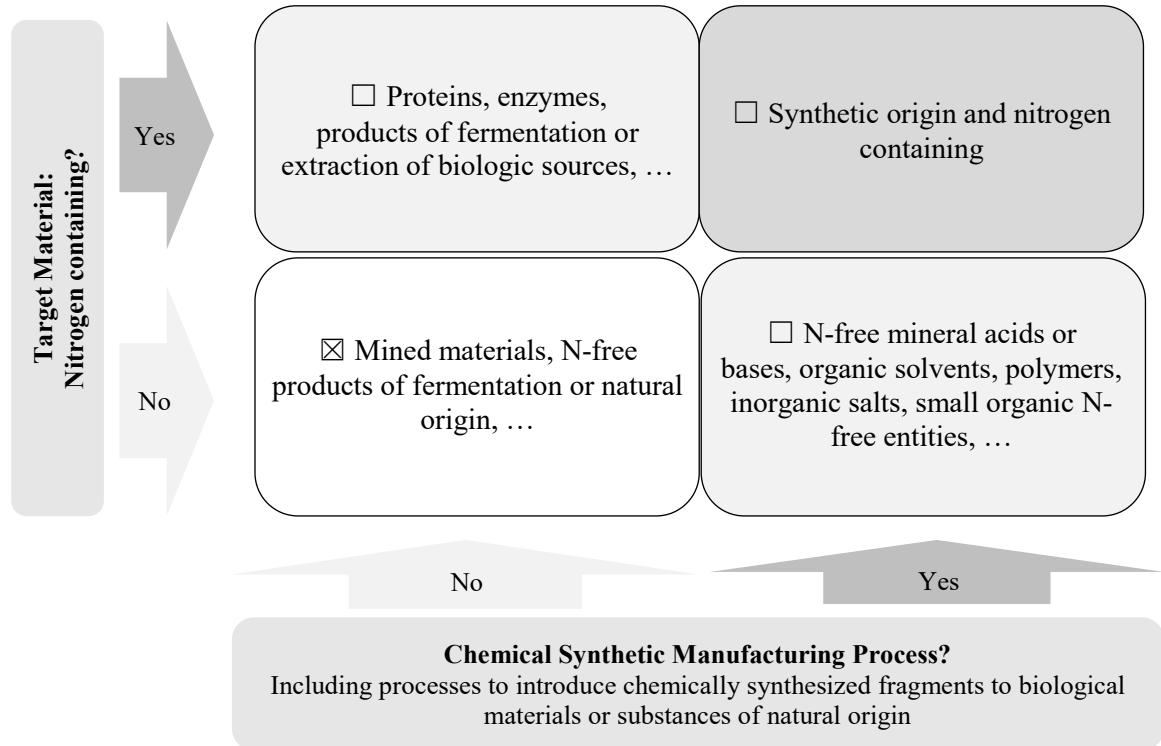 Target Material:
Nitrogen containing?
Yes
☐ Proteins, enzymes,
products of fermentation or
extraction of biologic sources, …
☐ Synthetic origin and nitrogen
containing
No
☒ Mined materials, N-free
products of fermentation or natural
origin, …
☐ N-free mineral acids or
bases, organic solvents, polymers,
inorganic salts, small organic N-
free entities, …
No
Yes
Chemical Synthetic Manufacturing Process?
Including processes to introduce chemically synthesized fragments to biological
materials or substances of natural origin